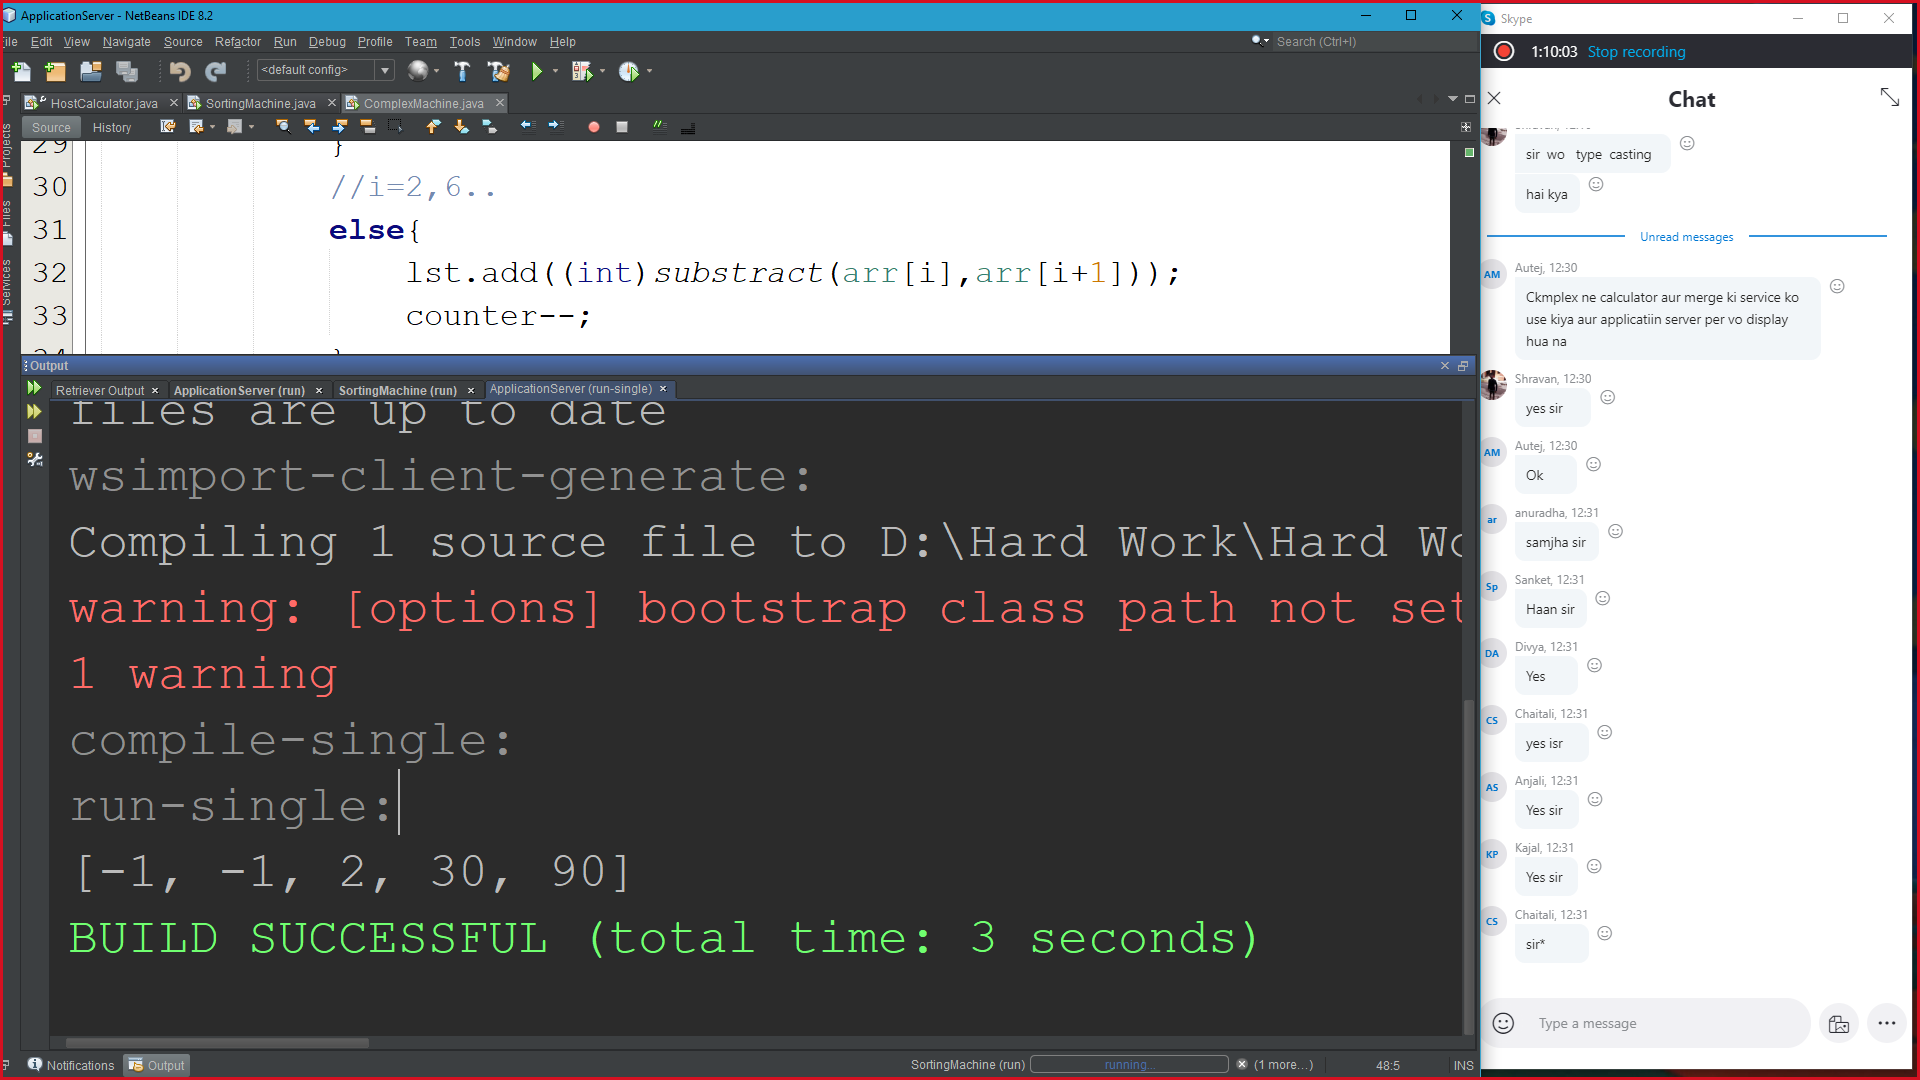 ApplicationServer - NetBeans IDE 8.2
File Edit View Navigate Source Refactor Run Debug Profile Team Tools Window Help
Search (Ctrl+I)
<default config>
HostCalculator.java
SortingMachine.java
ComplexMachine.java
Source History
Projects
Files
Services
29 }
30 //i=2,6..
31 else{
32 lst.add((int)substract(arr[i],arr[i+1]));
33 counter--;
34 }
Output
Retriever Output
ApplicationServer (run)
SortingMachine (run)
ApplicationServer (run-single)
files are up to date
wsimport-client-generate:
Compiling 1 source file to D:\Hard Work\Hard Wo
warning: [options] bootstrap class path not set
1 warning
compile-single:
run-single:
[-1, -1, 2, 30, 90]
BUILD SUCCESSFUL (total time: 3 seconds)
Notifications
Output
SortingMachine (run)
running...
(1 more...)
48:5
INS
Skype
1:10:03 Stop recording
Chat
sir wo type casting
hai kya
Unread messages
AM
Autej, 12:30
Ckmplex ne calculator aur merge ki service ko
use kiya aur applicatiin server per vo display
hua na
Shravan, 12:30
yes sir
AM
Autej, 12:30
Ok
ar
anuradha, 12:31
samjha sir
Sp
Sanket, 12:31
Haan sir
DA
Divya, 12:31
Yes
CS
Chaitali, 12:31
yes isr
AS
Anjali, 12:31
Yes sir
KP
Kajal, 12:31
Yes sir
CS
Chaitali, 12:31
sir*
Type a message